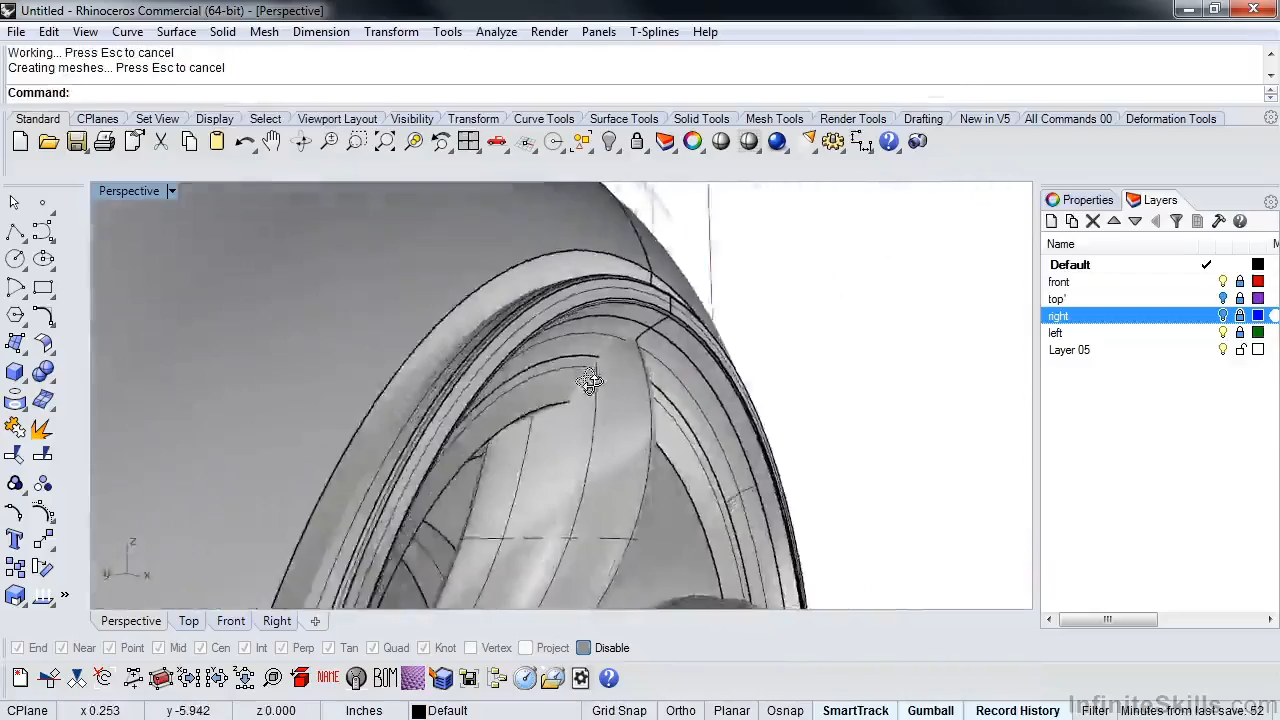 Untitled - Rhinoceros Commercial (64-bit) - [Perspective]
File Edit View Curve Surface Solid Mesh Dimension Transform Tools Analyze Render Panels T-Splines Help
Working... Press Esc to cancel
Creating meshes... Press Esc to cancel
Command:
Standard CPlanes Set View Display Select Viewport Layout Visibility Transform Curve Tools Surface Tools Solid Tools Mesh Tools Render Tools Drafting New in V5 All Commands 00 Deformation Tools
Perspective
Properties Layers
Name
Default
front
top'
right
left
Layer 05
z
y x
Perspective Top Front Right
End Near Point Mid Cen Int Perp Tan Quad Knot Vertex Project Disable
NAME BOM
CPlane x 0.253 y -5.942 z 0.000 Inches Default Grid Snap Ortho Planar Osnap SmartTrack Gumball Record History Filter Minutes from last save: 52
InfiniteSkills.com